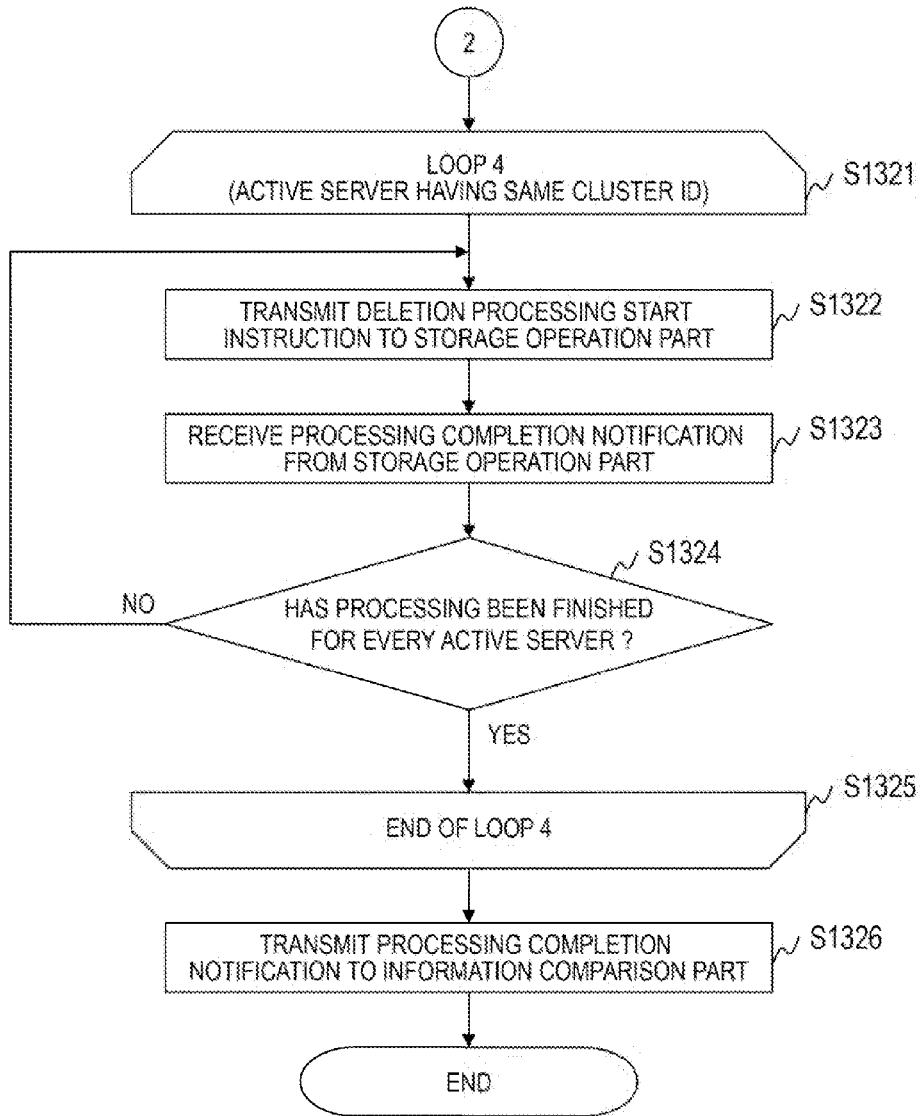 2
LOOP 4
(ACTIVE SERVER HAVING SAME CLUSTER ID)
S1321
TRANSMIT DELETION PROCESSING START
INSTRUCTION TO STORAGE OPERATION PART
S1322
RECEIVE PROCESSING COMPLETION NOTIFICATION
FROM STORAGE OPERATION PART
S1323
S1324
NO
HAS PROCESSING BEEN FINISHED
FOR EVERY ACTIVE SERVER ?
YES
S1325
END OF LOOP 4
TRANSMIT PROCESSING COMPLETION
NOTIFICATION TO INFORMATION COMPARISON PART
S1326
END